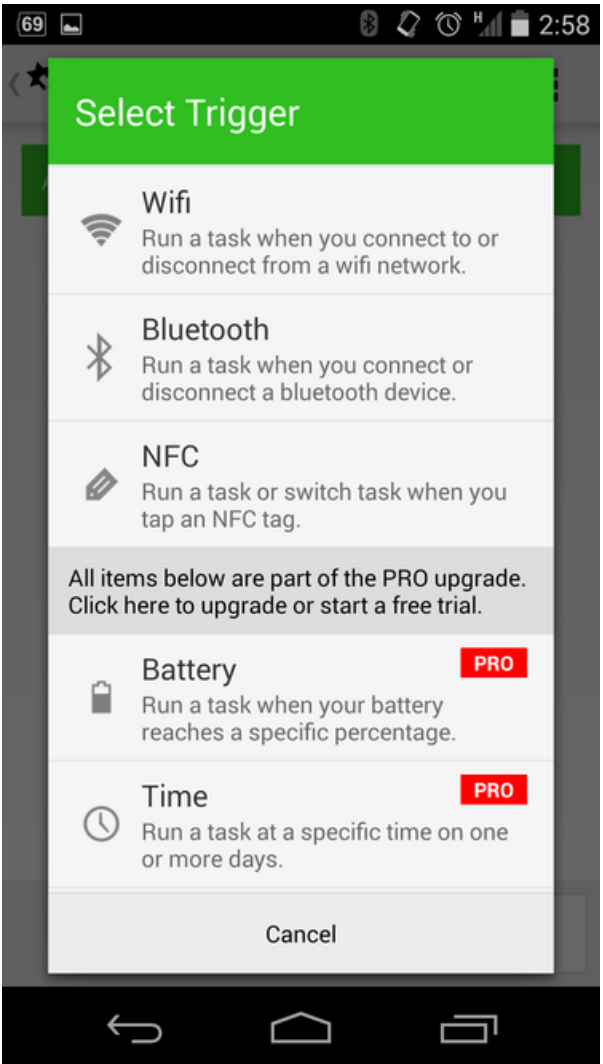 69
H
2:58
Select Trigger
Wifi
Run a task when you connect to or
disconnect from a wifi network.
Bluetooth
Run a task when you connect or
disconnect a bluetooth device.
NFC
Run a task or switch task when you
tap an NFC tag.
All items below are part of the PRO upgrade.
Click here to upgrade or start a free trial.
Battery
PRO
Run a task when your battery
reaches a specific percentage.
Time
PRO
Run a task at a specific time on one
or more days.
Cancel